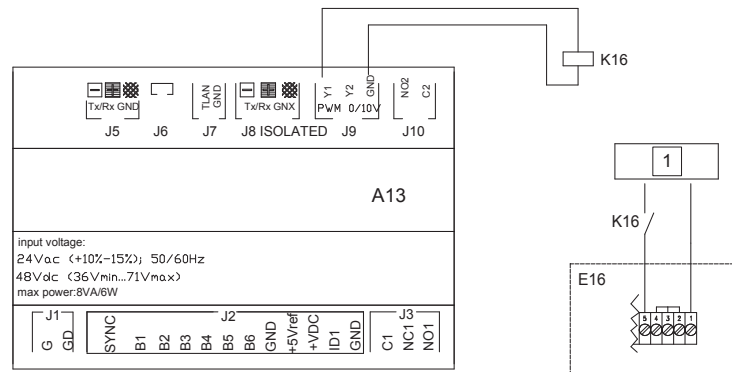 K16
Y1
Y2
GND
NO2
C2
TLAN
GND
Tx/Rx GND
Tx/Rx GNX
PWM 0/10V
J5
J6
J7
J8 ISOLATED
J9
J10
A13
1
K16
E16
input voltage:
24Vac (+10%-15%); 50/60Hz
48Vdc (36Vmin...71Vmax)
max power:8VA/6W
J1
J2
J3
G
GD
SYNC
B1
B2
B3
B4
B5
B6
GND
+5Vref
+VDC
ID1
GND
C1
NC1
NO1
5 4 3 2 1